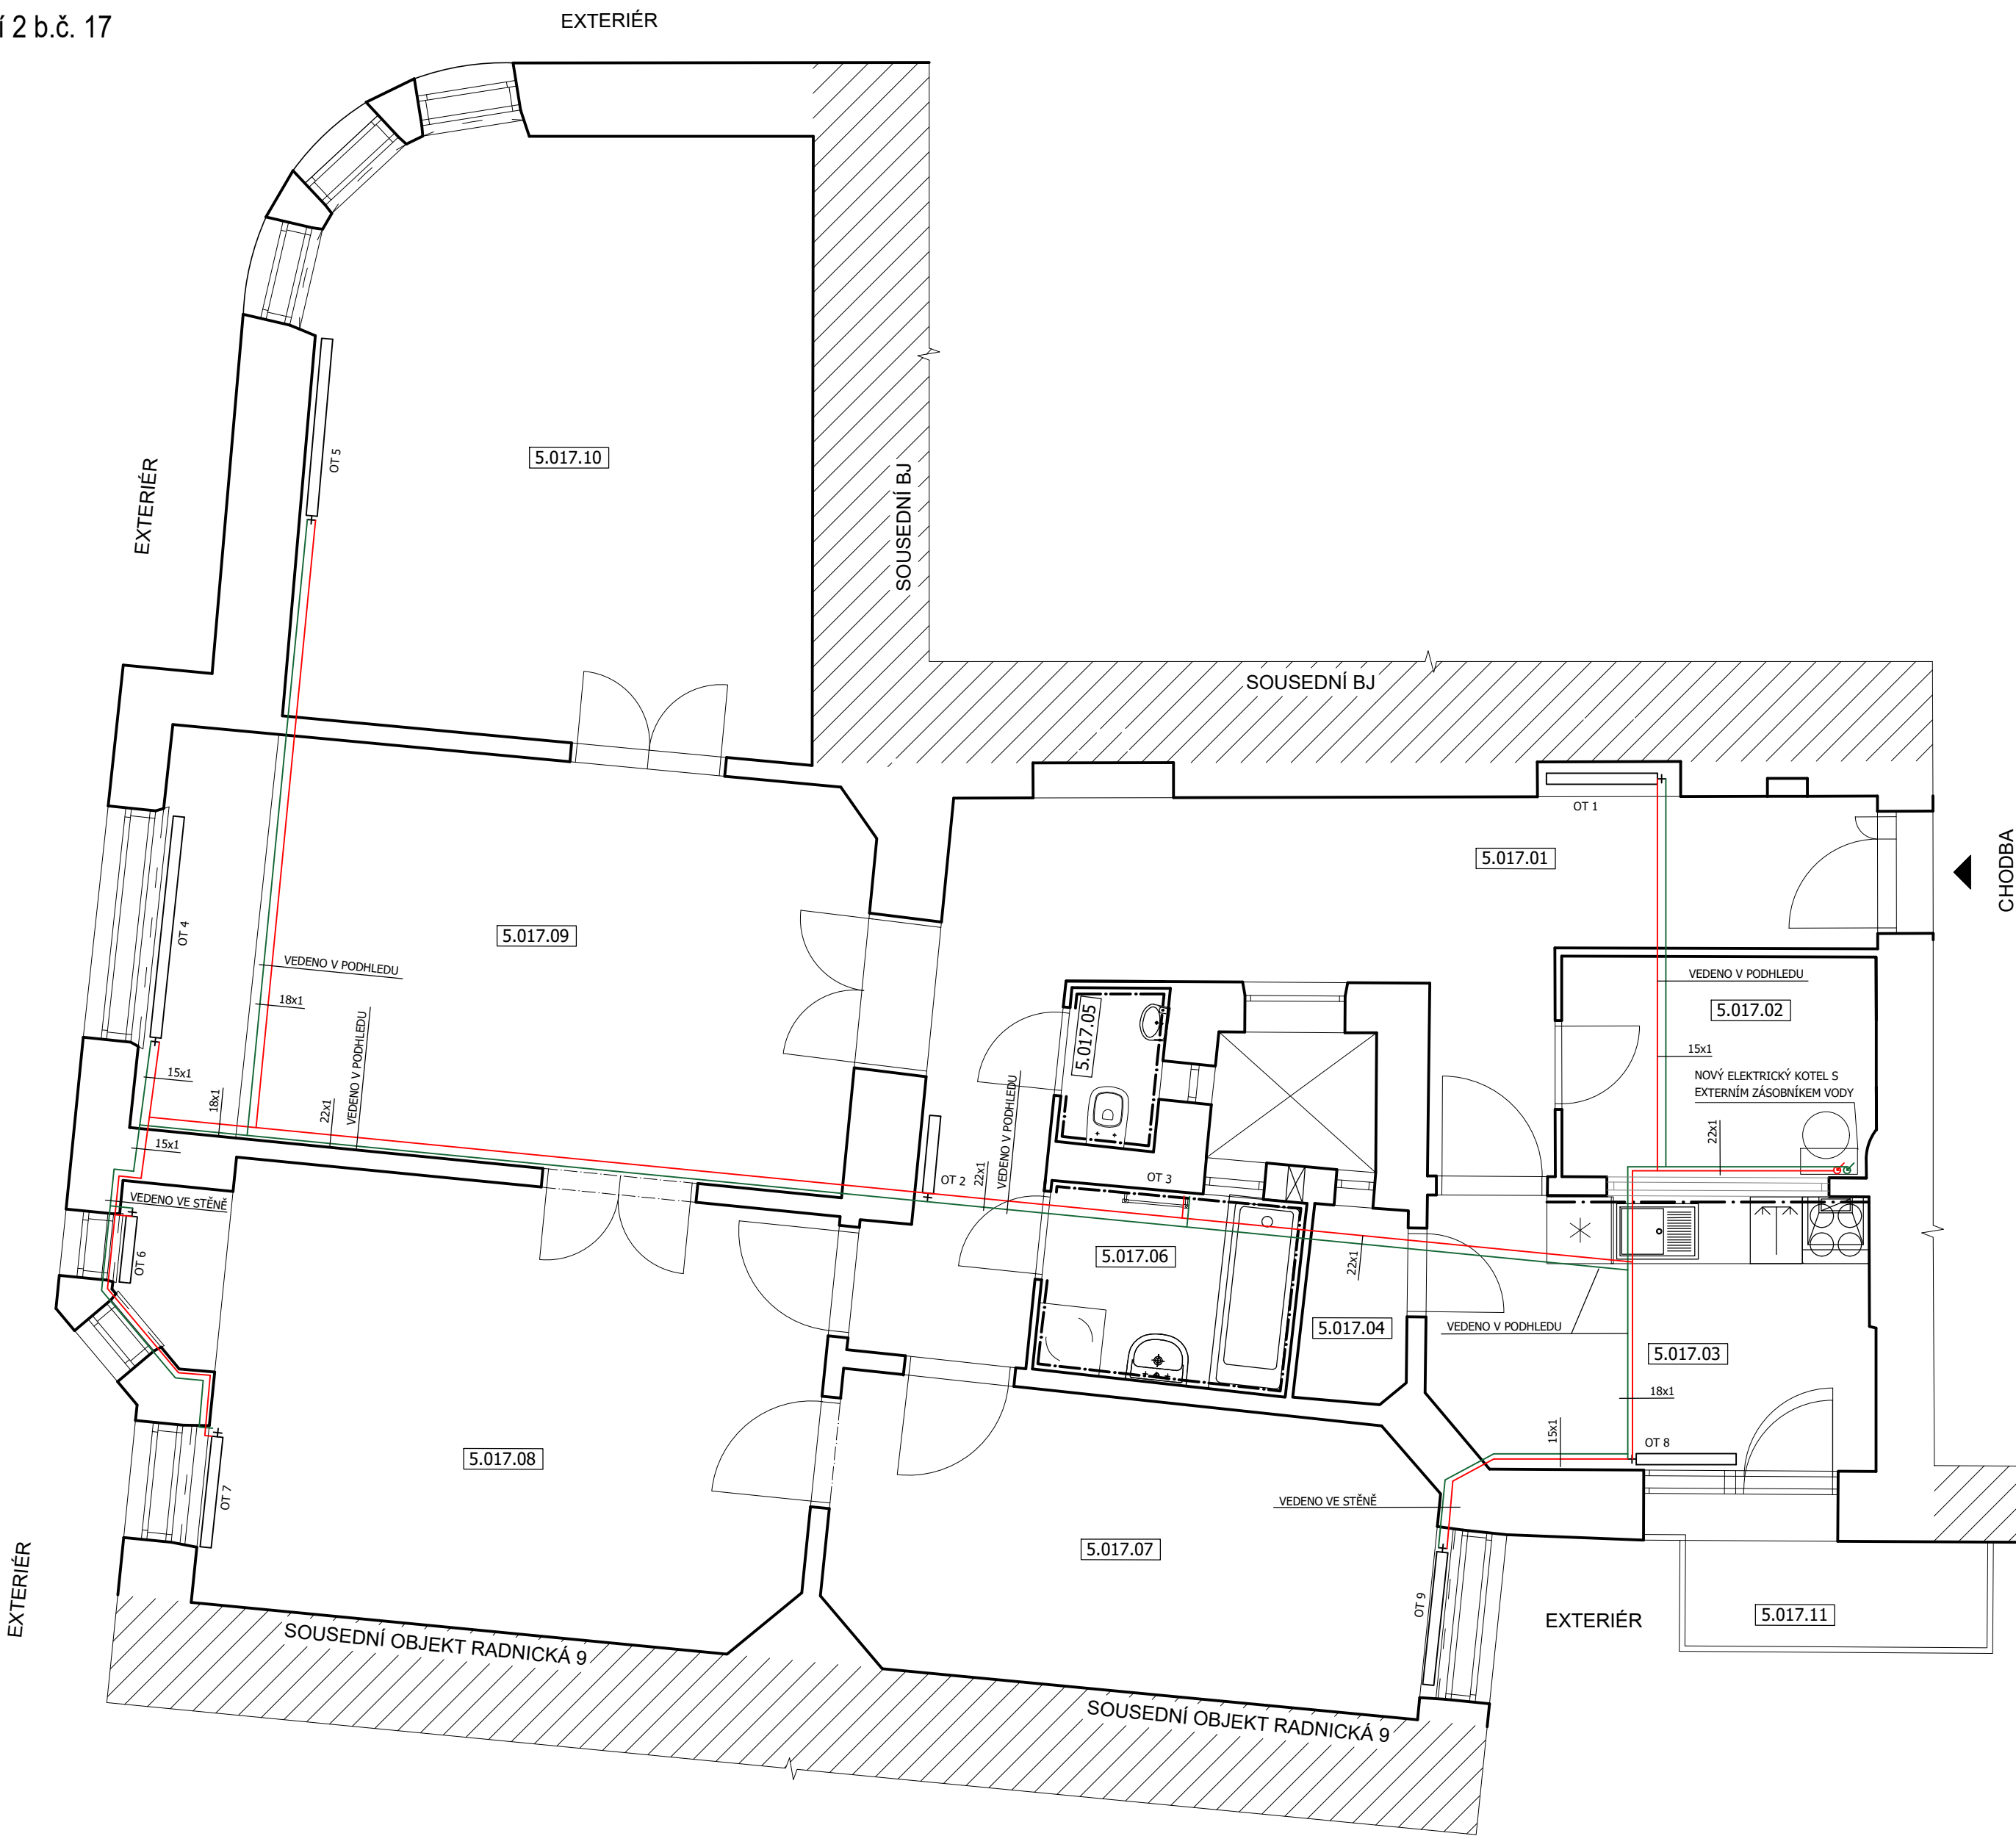 í 2 b.č. 17
EXTERIÉR
5.017.10
OT 5
EXTERIÉR
SOUSEDNÍ BJ
SOUSEDNÍ BJ
OT 1
5.017.01
CHODBA
5.017.09
OT 4
VEDENO V PODHLEDU
18x1
VEDENO V PODHLEDU
22x1
18x1
15x1
15x1
VEDENO VE STĚNĚ
5.017.05
VEDENO V PODHLEDU
22x1
OT 2
OT 3
VEDENO V PODHLEDU
5.017.02
15x1
NOVÝ ELEKTRICKÝ KOTEL S
EXTERNÍM ZÁSOBNÍKEM VODY
22x1
OT 6
5.017.06
22x1
5.017.04
VEDENO V PODHLEDU
5.017.03
18x1
15x1
OT 8
5.017.08
OT 7
VEDENO VE STĚNĚ
5.017.07
OT 9
EXTERIÉR
EXTERIÉR
5.017.11
SOUSEDNÍ OBJEKT RADNICKÁ 9
SOUSEDNÍ OBJEKT RADNICKÁ 9